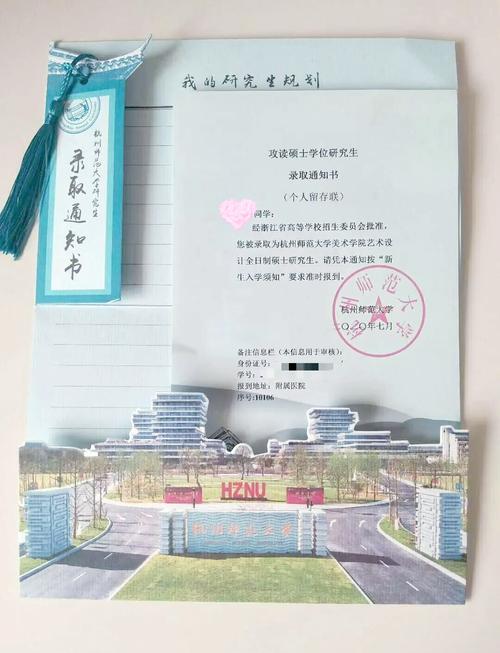 我的研究生规划
杭州师范大学研究生
录取通知书
攻读硕士学位研究生
录取通知书
（个人留存联）
同学：
经浙江省高等学校招生委员会批准，
您被录取为杭州师范大学美术学院艺术设
计全日制硕士研究生。请凭本通知按“新
生入学须知”要求准时报到。
杭州师范大学
二〇二〇年七月
杭州师范大学
备注信息栏（本信息用于审核）：
身份证号：
学号：
报到地址：附属医院
序号:10106
HZNU
杭州师范大学